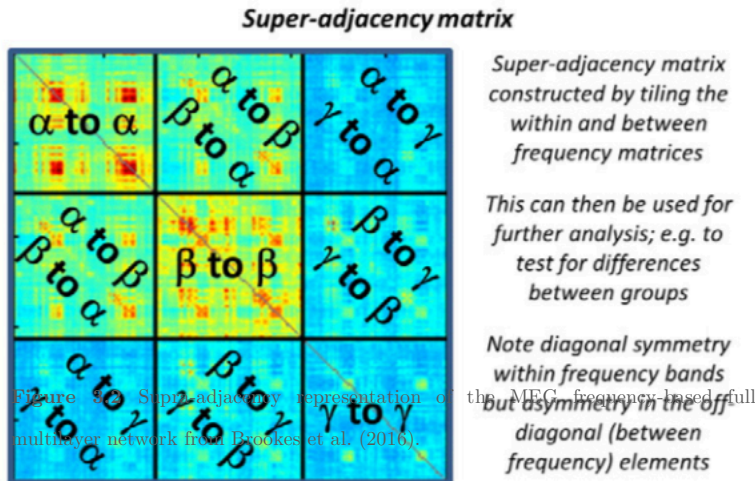 Super-adjacency matrix
α to α
α to β
β to α
α to γ
γ to α
α to β
β to α
β to β
β to γ
γ to β
α to γ
γ to α
β to γ
γ to β
γ to γ
Super-adjacency matrix
constructed by tiling the
within and between
frequency matrices
This can then be used for
further analysis; e.g. to
test for differences
between groups
Note diagonal symmetry
within frequency bands
but asymmetry in the off-
diagonal (between
frequency) elements
Figure 3.2 Supra-adjacency representation of the MEG frequency-based full
multilayer network from Brookes et al. (2016).